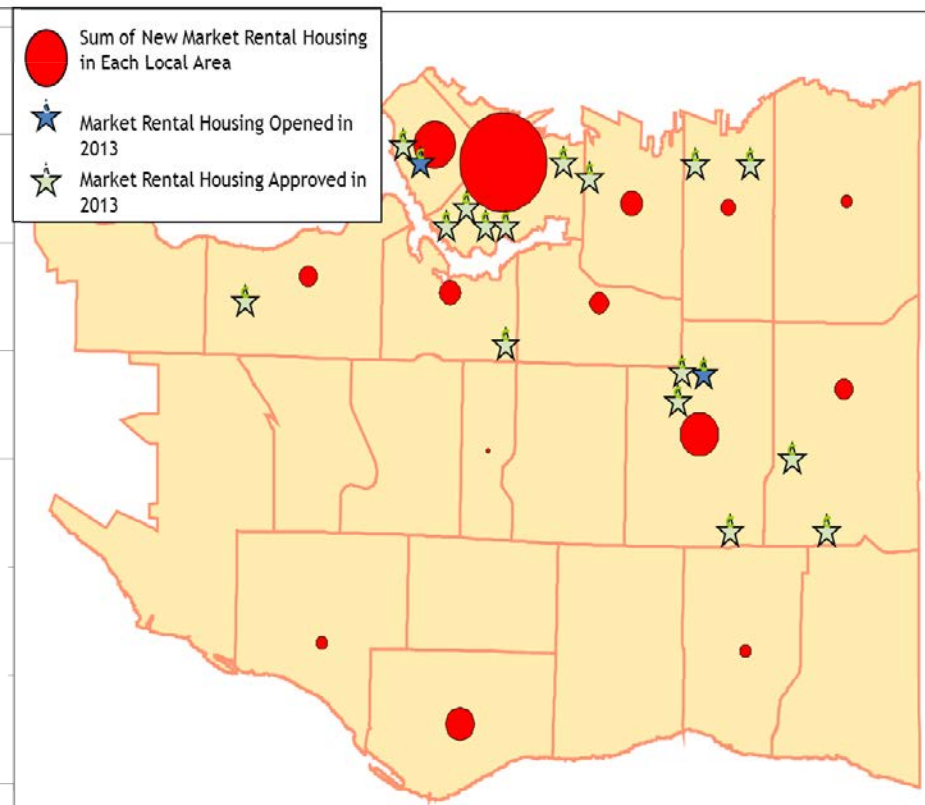 Sum of New Market Rental Housing
in Each Local Area
Market Rental Housing Opened in
2013
Market Rental Housing Approved in
2013